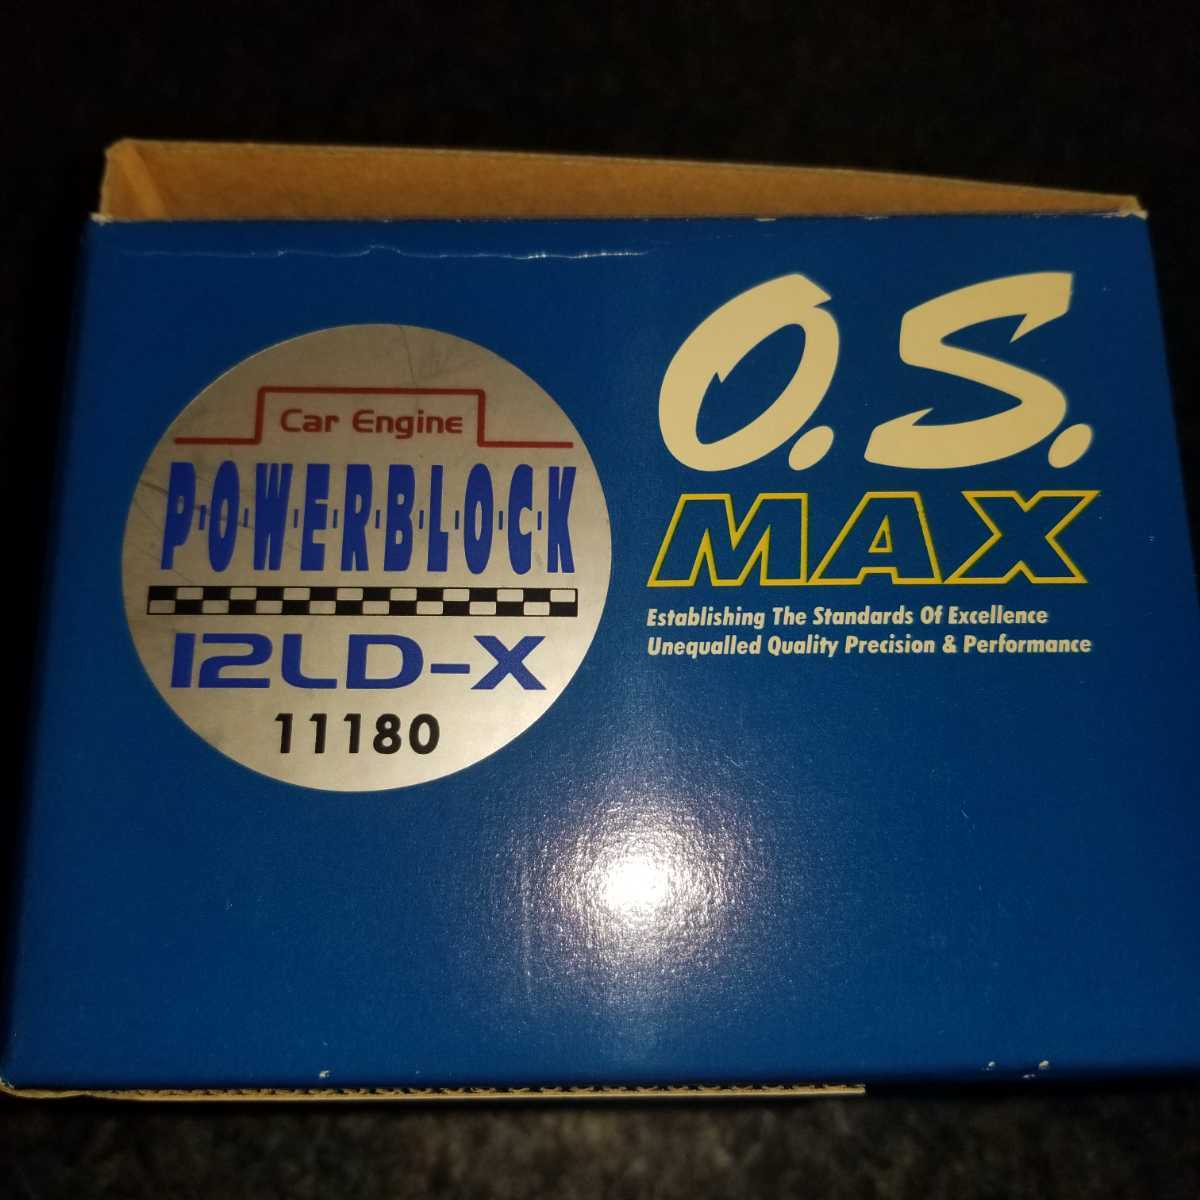 Car Engine
POWERBLOCK
12LD-X
11180
O.S.
MAX
Establishing The Standards Of Excellence
Unequalled Quality Precision & Performance